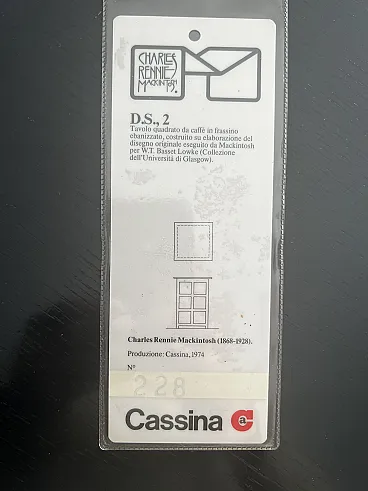 CHARLES
RENNIE
MACKINTOSH
D.S., 2
Tavolo quadrato da caffè in frassino
ebanizzato, costruito su elaborazione del
disegno originale eseguito da Mackintosh
per W.T. Basset Lowke (Collezione
dell'Università di Glasgow).
Charles Rennie Mackintosh (1868-1928).
Produzione: Cassina, 1974
N°
228
Cassina